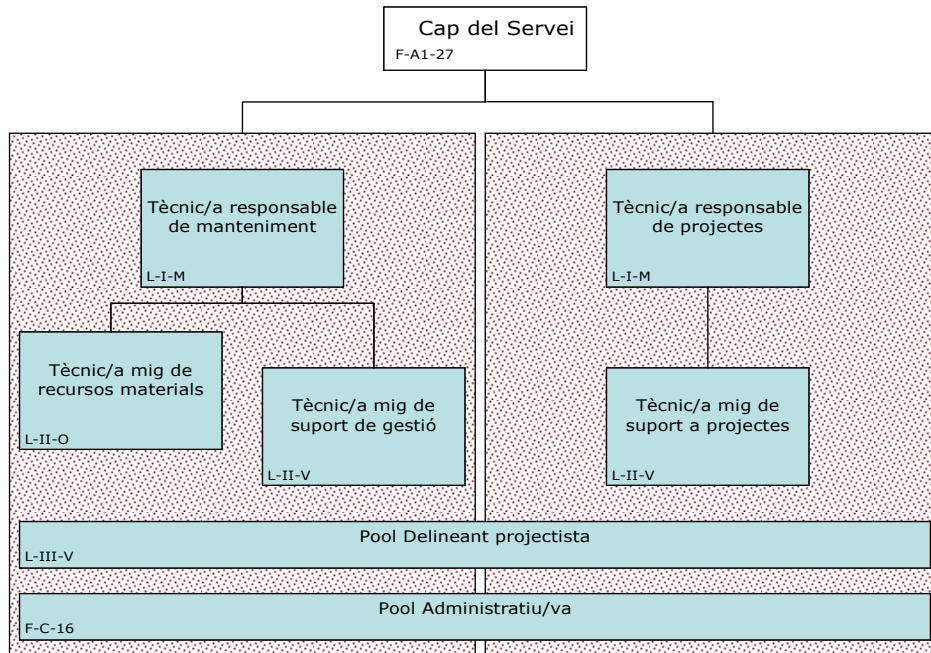 Cap del Servei
F-A1-27
Tècnic/a responsable
de manteniment
L-I-M
Tècnic/a responsable
de projectes
L-I-M
Tècnic/a mig de
recursos materials
L-II-O
Tècnic/a mig de
suport de gestió
L-II-V
Tècnic/a mig de
suport a projectes
L-II-V
Pool Delineant projectista
L-III-V
Pool Administratiu/va
F-C-16